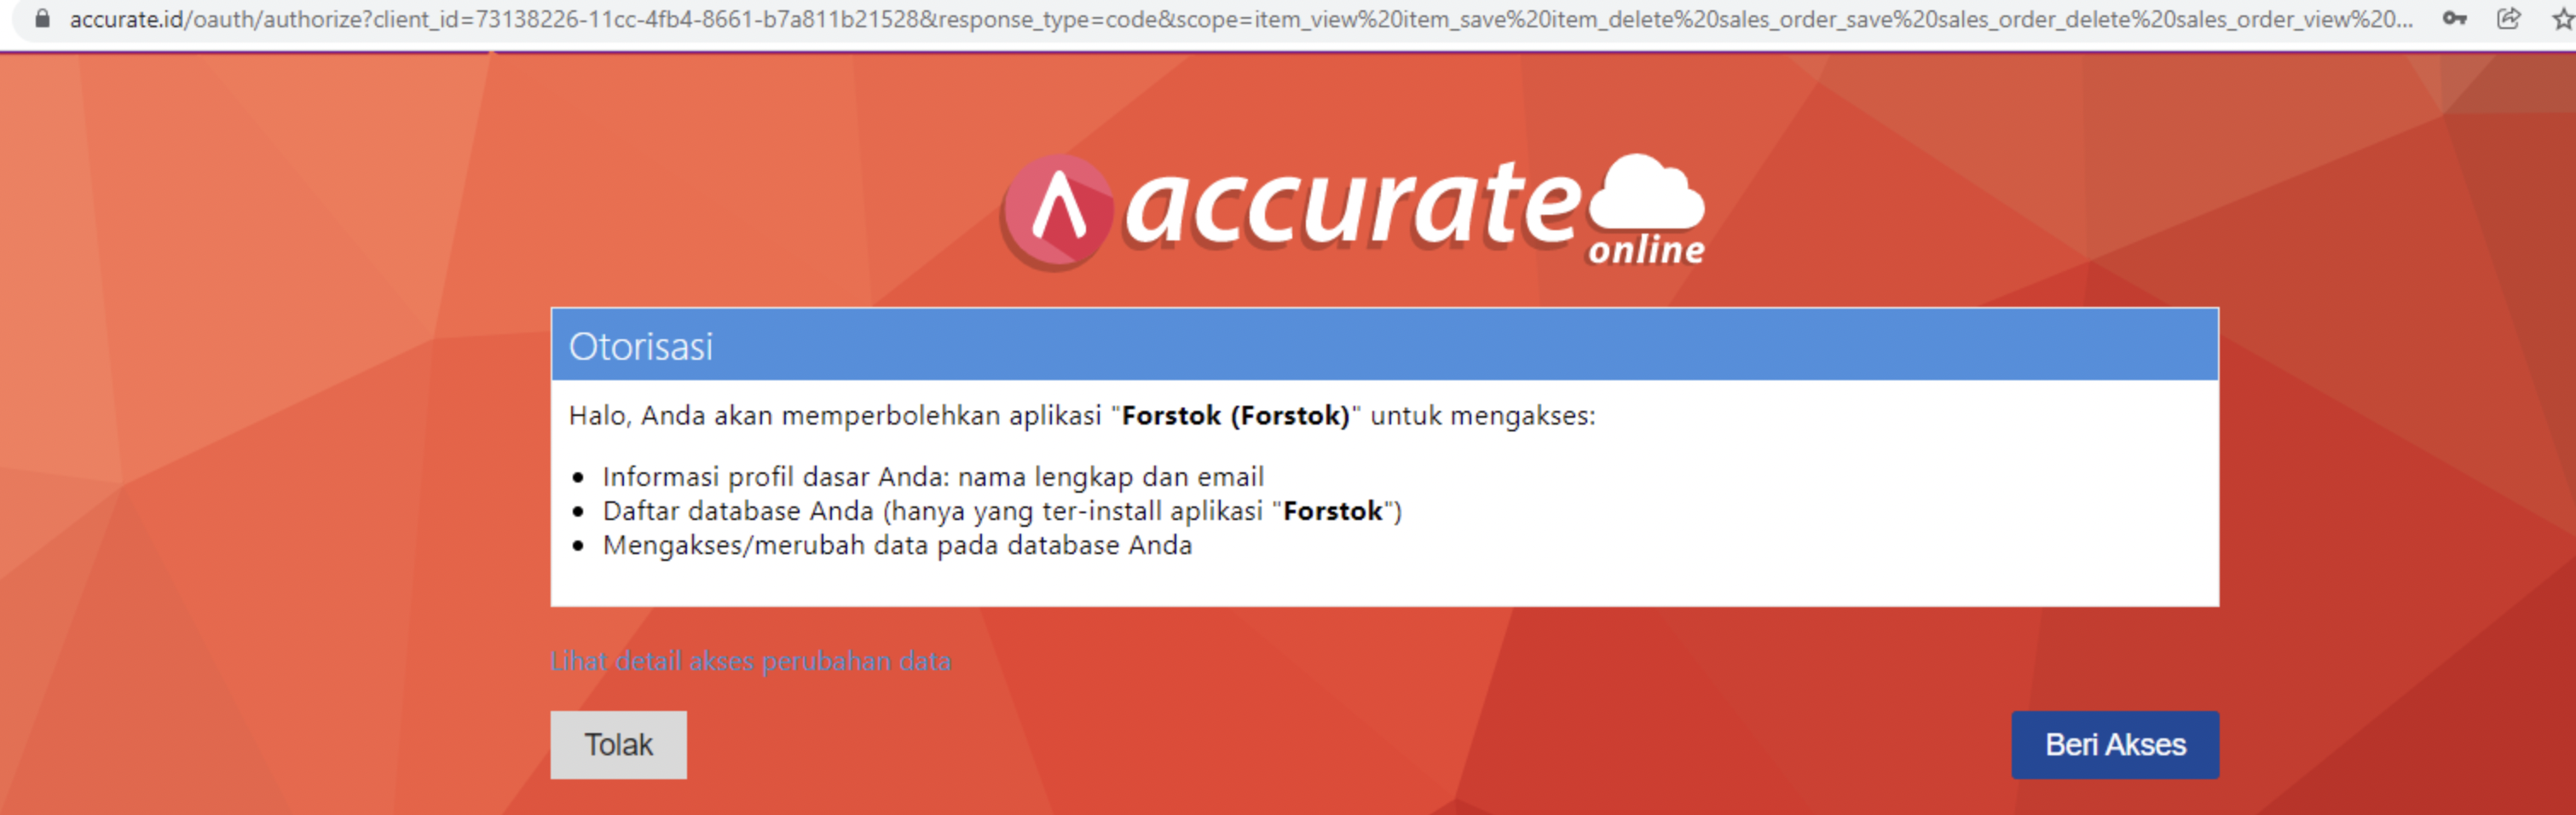 accurate.id/oauth/authorize?client_id=73138226-11cc-4fb4-8661-b7a811b21528&response_type=code&scope=item_view%20item_save%20item_delete%20sales_order_save%20sales_order_delete%20sales_order_view%20...
accurate
online
Otorisasi
Halo, Anda akan memperbolehkan aplikasi "Forstok (Forstok)" untuk mengakses:
• Informasi profil dasar Anda: nama lengkap dan email
• Daftar database Anda (hanya yang ter-install aplikasi "Forstok")
• Mengakses/merubah data pada database Anda
Lihat detail akses perubahan data
Tolak
Beri Akses